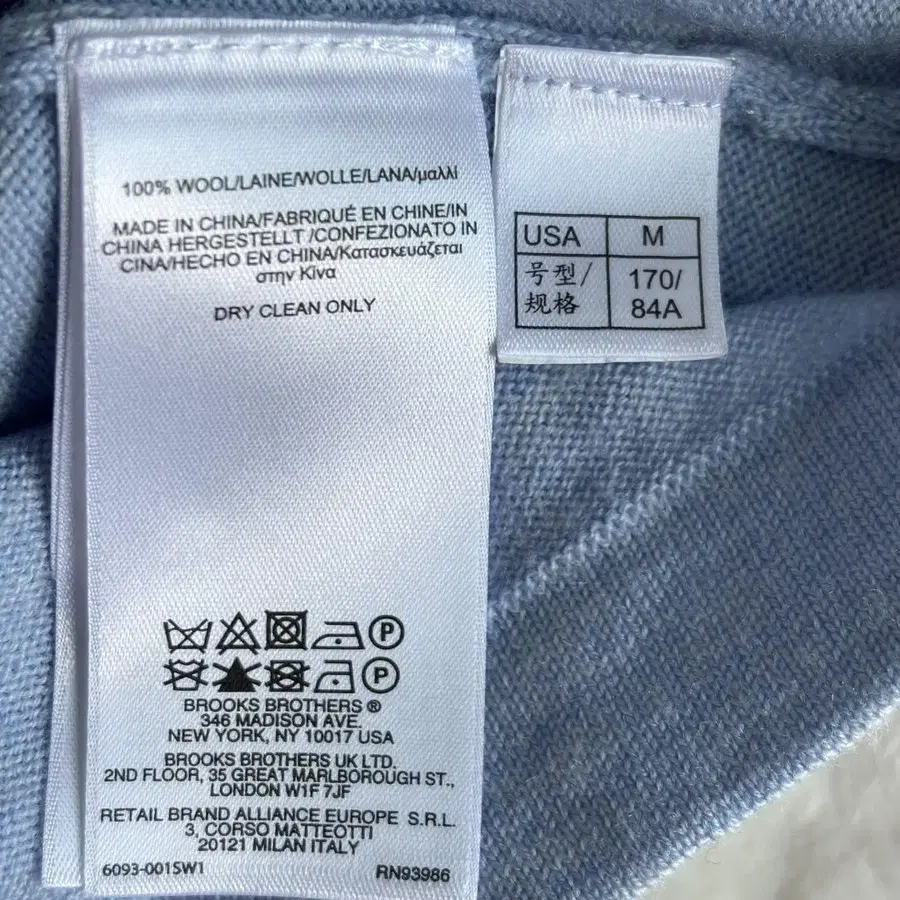 100% WOOL/LAINE/WOLLE/LANA/μαλλί
MADE IN CHINA/FABRIQUÉ EN CHINE/IN
CHINA HERGESTELLT /CONFEZIONATO IN
CINA/HECHO EN CHINA/Κατασκευάζεται
στην Κίνα
DRY CLEAN ONLY
P
P
BROOKS BROTHERS ®
346 MADISON AVE.
NEW YORK, NY 10017 USA
BROOKS BROTHERS UK LTD.
2ND FLOOR, 35 GREAT MARLBOROUGH ST.,
LONDON W1F 7JF
RETAIL BRAND ALLIANCE EUROPE S.R.L.
3, CORSO MATTEOTTI
20121 MILAN ITALY
6093-001SW1 RN93986
USA M
号型/ 170/
规格 84A